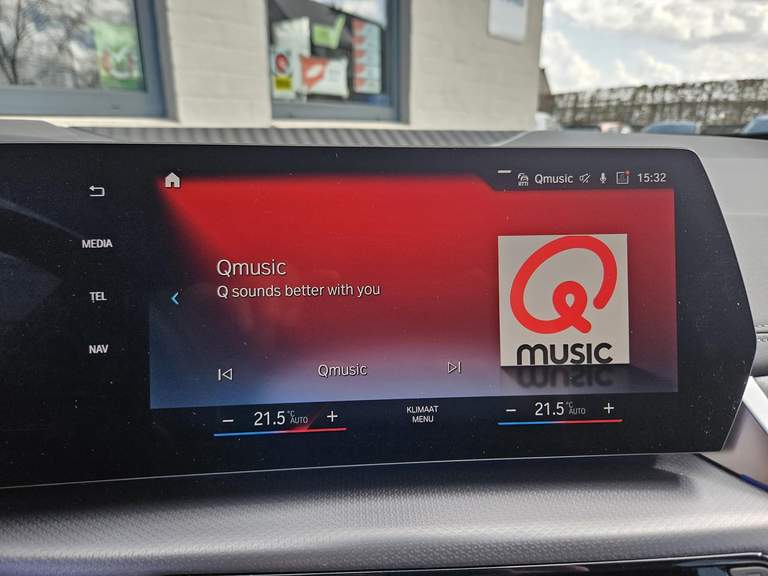 Qmusic
15:32
MEDIA
TEL
NAV
Qmusic
Q sounds better with you
Qmusic
MUSIC
– 21.5 °C AUTO +
KLIMAAT
MENU
– 21.5 °C AUTO +